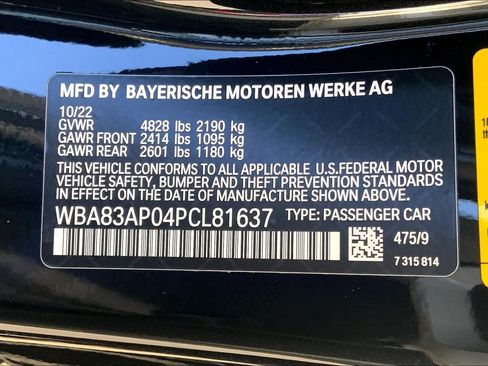 MFD BY BAYERISCHE MOTOREN WERKE AG
10/22
GVWR 4828 lbs 2190 kg
GAWR FRONT 2414 lbs 1095 kg
GAWR REAR 2601 lbs 1180 kg
THIS VEHICLE CONFORMS TO ALL APPLICABLE U.S.FEDERAL MOTOR
VEHICLE SAFETY, BUMPER AND THEFT PREVENTION STANDARDS
IN EFFECT ON THE DATE OF MANUFACTURE SHOWN ABOVE.
WBA83AP04PCL81637 TYPE: PASSENGER CAR
475/9
7 315 814